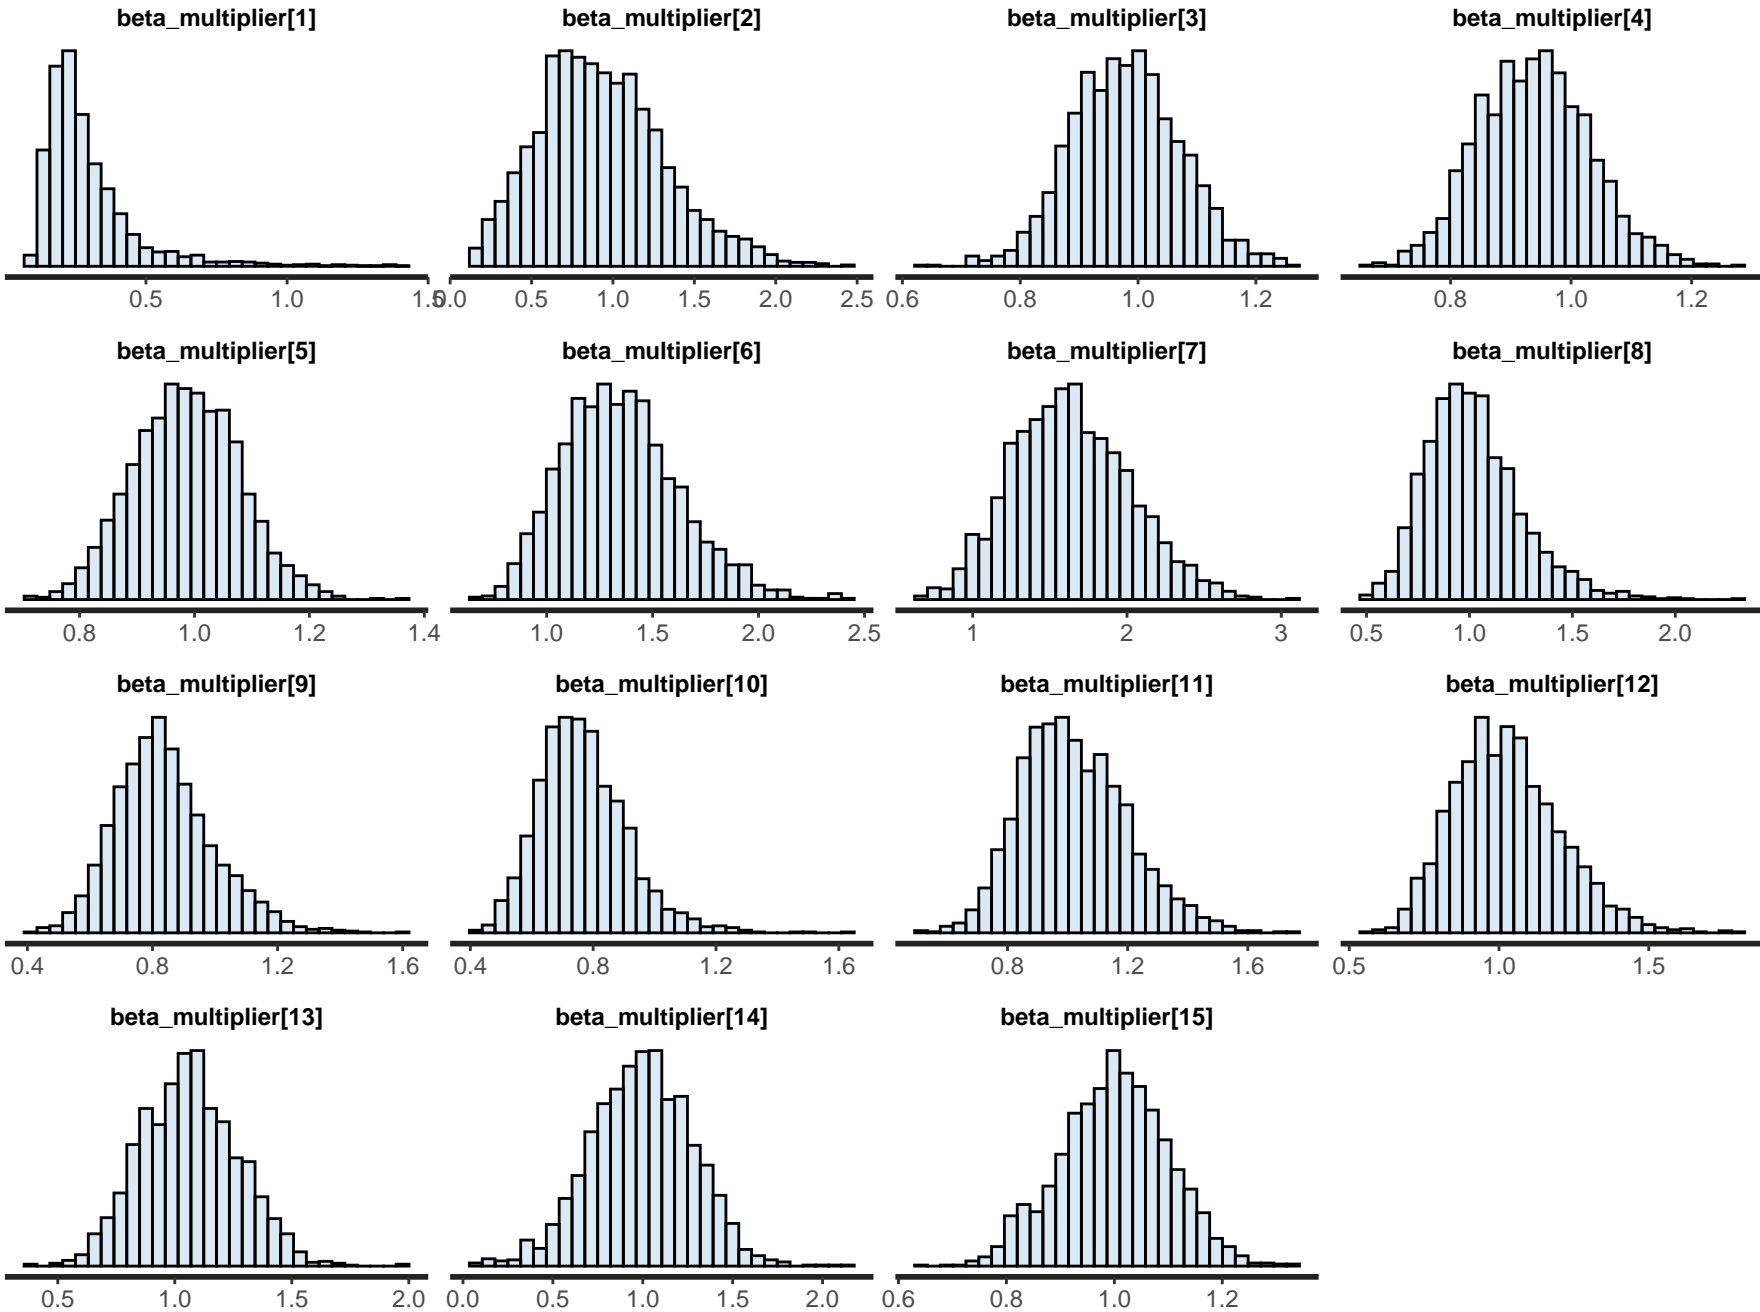 beta_multiplier[1] beta_multiplier[2] beta_multiplier[3] beta_multiplier[4]
0.5 1.0 1.5 0.0 0.5 1.0 1.5 2.0 2.5 0.6 0.8 1.0 1.2 0.8 1.0 1.2
beta_multiplier[5] beta_multiplier[6] beta_multiplier[7] beta_multiplier[8]
0.8 1.0 1.2 1.4 1.0 1.5 2.0 2.5 1 2 3 0.5 1.0 1.5 2.0
beta_multiplier[9] beta_multiplier[10] beta_multiplier[11] beta_multiplier[12]
0.4 0.8 1.2 1.6 0.4 0.8 1.2 1.6 0.8 1.2 1.6 0.5 1.0 1.5
beta_multiplier[13] beta_multiplier[14] beta_multiplier[15]
0.5 1.0 1.5 2.0 0.0 0.5 1.0 1.5 2.0 0.6 0.8 1.0 1.2